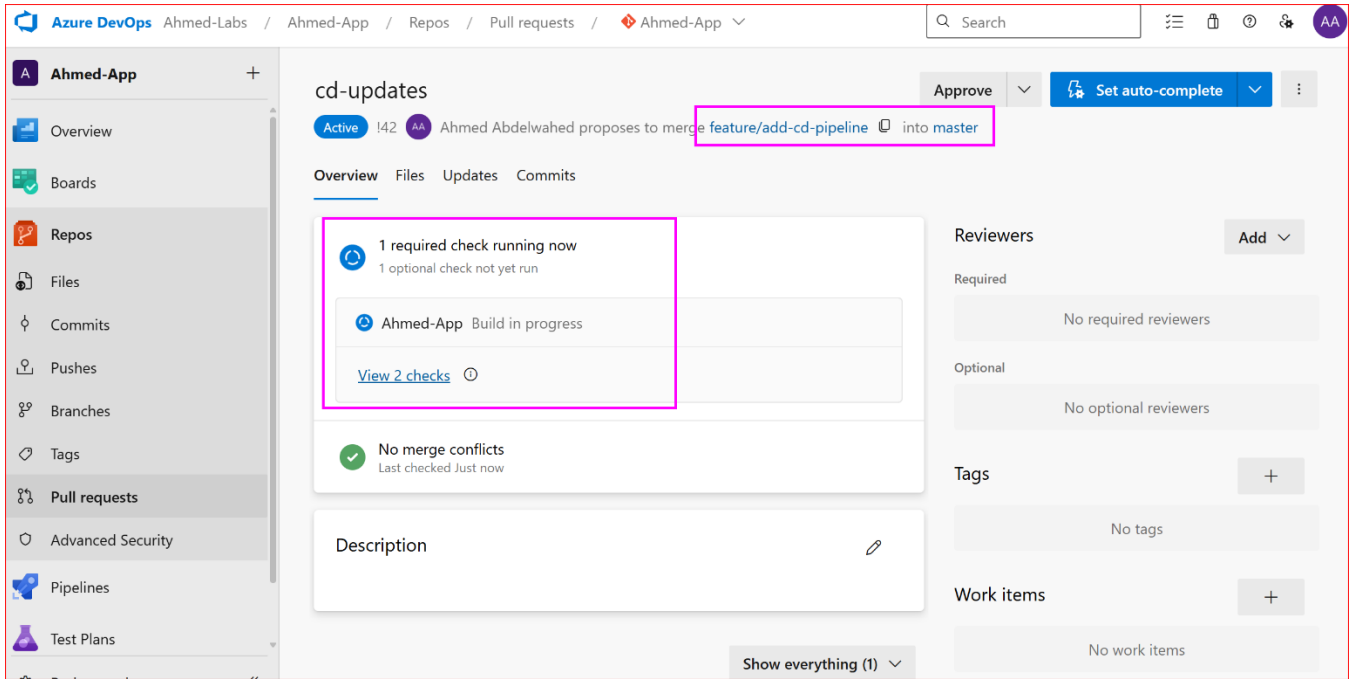 Azure DevOps Ahmed-Labs / Ahmed-App / Repos / Pull requests / Ahmed-App
Search
AA
A Ahmed-App +
Overview
Boards
Repos
Files
Commits
Pushes
Branches
Tags
Pull requests
Advanced Security
Pipelines
Test Plans
cd-updates
Approve
Set auto-complete
Active !42 AA Ahmed Abdelwahed proposes to merge feature/add-cd-pipeline into master
Overview Files Updates Commits
1 required check running now
1 optional check not yet run
Ahmed-App Build in progress
View 2 checks
No merge conflicts
Last checked Just now
Description
Show everything (1)
Reviewers
Add
Required
No required reviewers
Optional
No optional reviewers
Tags
+
No tags
Work items
+
No work items